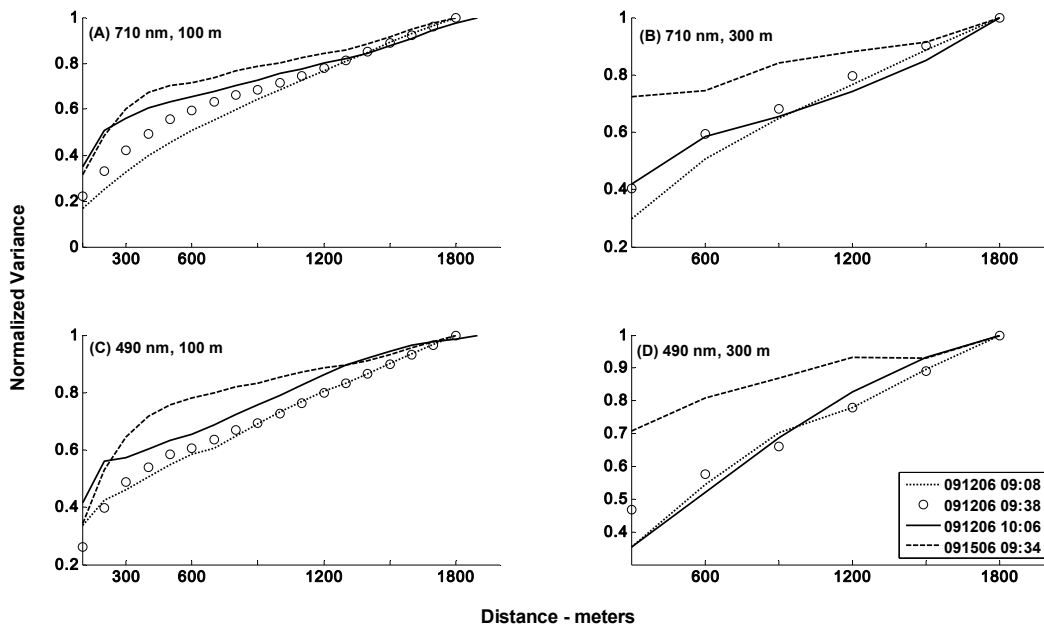 (A) 710 nm, 100 m
1
0.8
0.6
0.4
0.2
0
300 600 1200 1800
(B) 710 nm, 300 m
1
0.8
0.6
0.4
0.2
600 1200 1800
Normalized Variance
(C) 490 nm, 100 m
1
0.8
0.6
0.4
0.2
300 600 1200 1800
(D) 490 nm, 300 m
1
0.9
0.8
0.7
0.6
0.5
0.4
600 1200 1800
091206 09:08
091206 09:38
091206 10:06
091506 09:34
Distance - meters